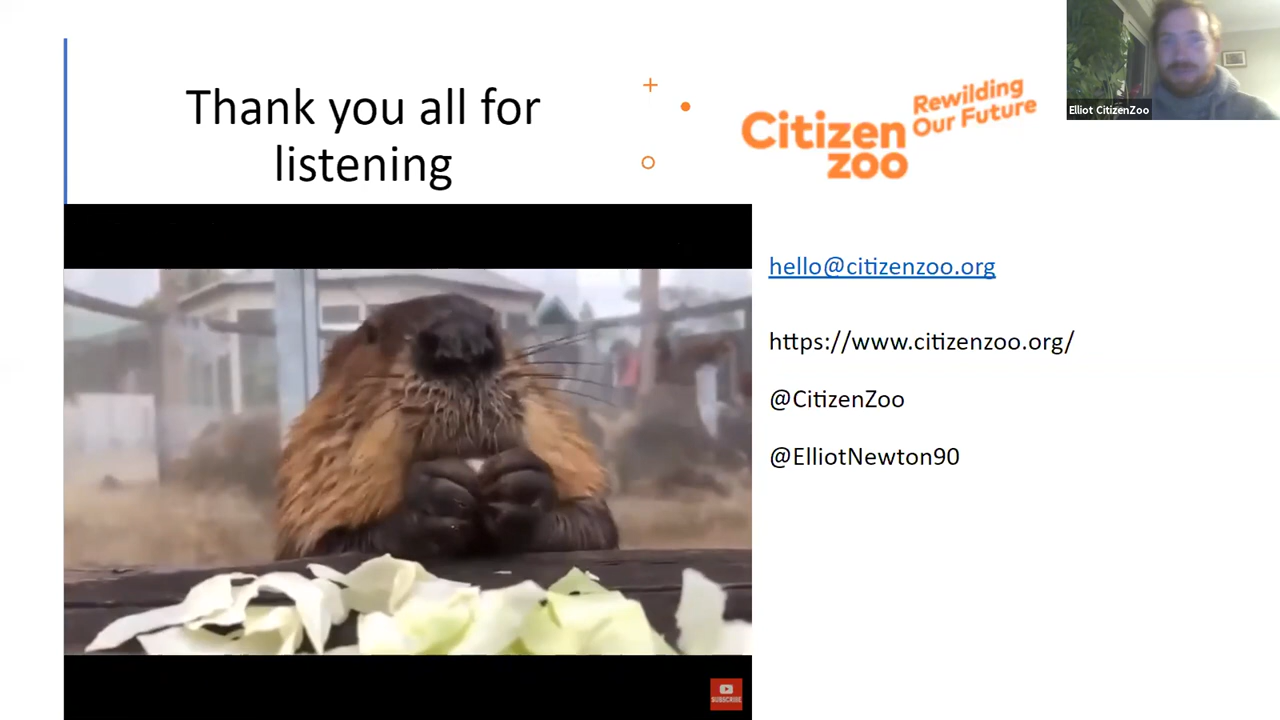 Thank you all for
listening
Citizen
zoo
Rewilding
Our Future
Elliot CitizenZoo
hello@citizenzoo.org
https://www.citizenzoo.org/
@CitizenZoo
@ElliotNewton90
SUBSCRIBE